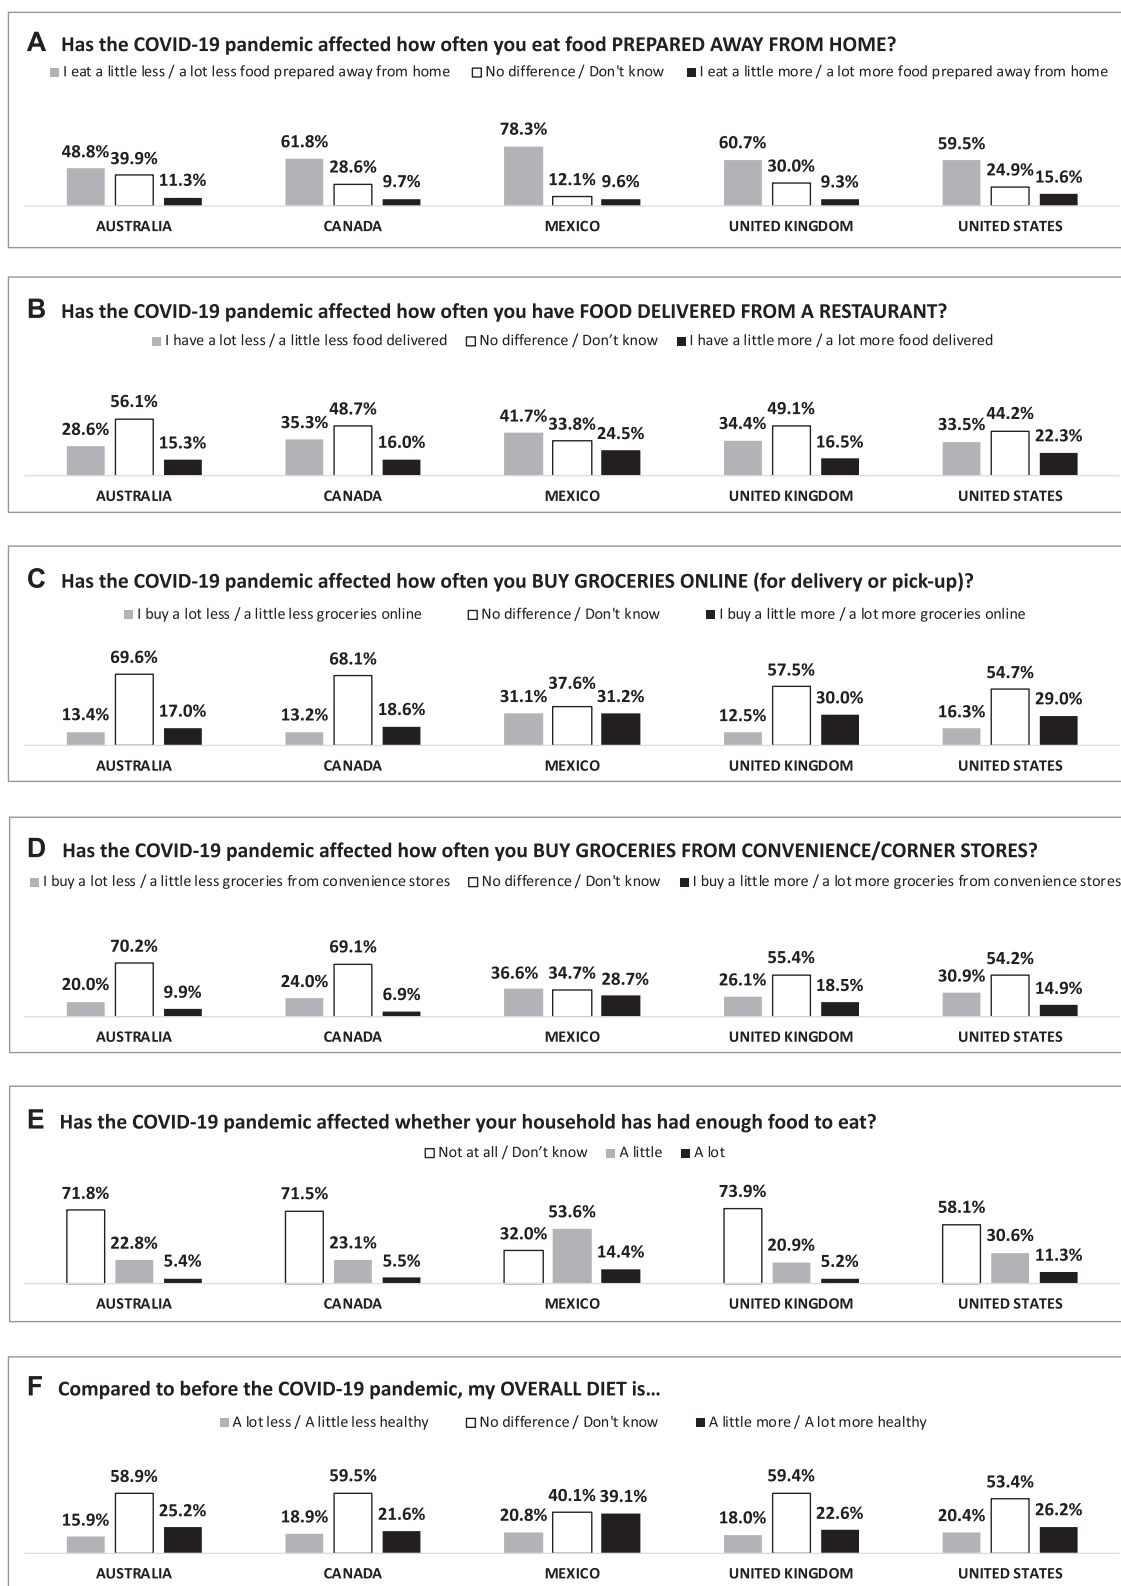 A Has the COVID-19 pandemic affected how often you eat food PREPARED AWAY FROM HOME?
I eat a little less / a lot less food prepared away from home No difference / Don't know I eat a little more / a lot more food prepared away from home
48.8% 39.9% 11.3% 61.8% 28.6% 9.7% 78.3% 12.1% 9.6% 60.7% 30.0% 9.3% 59.5% 24.9% 15.6%
AUSTRALIA CANADA MEXICO UNITED KINGDOM UNITED STATES
B Has the COVID-19 pandemic affected how often you have FOOD DELIVERED FROM A RESTAURANT?
I have a lot less / a little less food delivered No difference / Don’t know I have a little more / a lot more food delivered
28.6% 56.1% 15.3% 35.3% 48.7% 16.0% 41.7% 33.8% 24.5% 34.4% 49.1% 16.5% 33.5% 44.2% 22.3%
AUSTRALIA CANADA MEXICO UNITED KINGDOM UNITED STATES
C Has the COVID-19 pandemic affected how often you BUY GROCERIES ONLINE (for delivery or pick-up)?
I buy a lot less / a little less groceries online No difference / Don't know I buy a little more / a lot more groceries online
13.4% 69.6% 17.0% 13.2% 68.1% 18.6% 31.1% 37.6% 31.2% 12.5% 57.5% 30.0% 16.3% 54.7% 29.0%
AUSTRALIA CANADA MEXICO UNITED KINGDOM UNITED STATES
D Has the COVID-19 pandemic affected how often you BUY GROCERIES FROM CONVENIENCE/CORNER STORES?
I buy a lot less / a little less groceries from convenience stores No difference / Don't know I buy a little more / a lot more groceries from convenience stores
20.0% 70.2% 9.9% 24.0% 69.1% 6.9% 36.6% 34.7% 28.7% 26.1% 55.4% 18.5% 30.9% 54.2% 14.9%
AUSTRALIA CANADA MEXICO UNITED KINGDOM UNITED STATES
E Has the COVID-19 pandemic affected whether your household has had enough food to eat?
Not at all / Don’t know A little A lot
71.8% 22.8% 5.4% 71.5% 23.1% 5.5% 32.0% 53.6% 14.4% 73.9% 20.9% 5.2% 58.1% 30.6% 11.3%
AUSTRALIA CANADA MEXICO UNITED KINGDOM UNITED STATES
F Compared to before the COVID-19 pandemic, my OVERALL DIET is...
A lot less / A little less healthy No difference / Don't know A little more / A lot more healthy
15.9% 58.9% 25.2% 18.9% 59.5% 21.6% 20.8% 40.1% 39.1% 18.0% 59.4% 22.6% 20.4% 53.4% 26.2%
AUSTRALIA CANADA MEXICO UNITED KINGDOM UNITED STATES